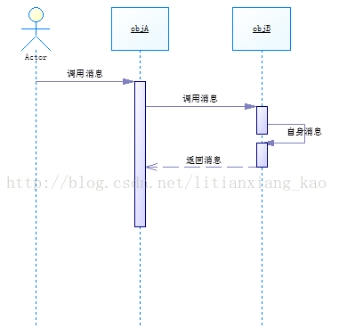 objA
objB
Actor
调用消息
调用消息
自身消息
返回消息
http://blog.csdn.net/litianxiang_kao